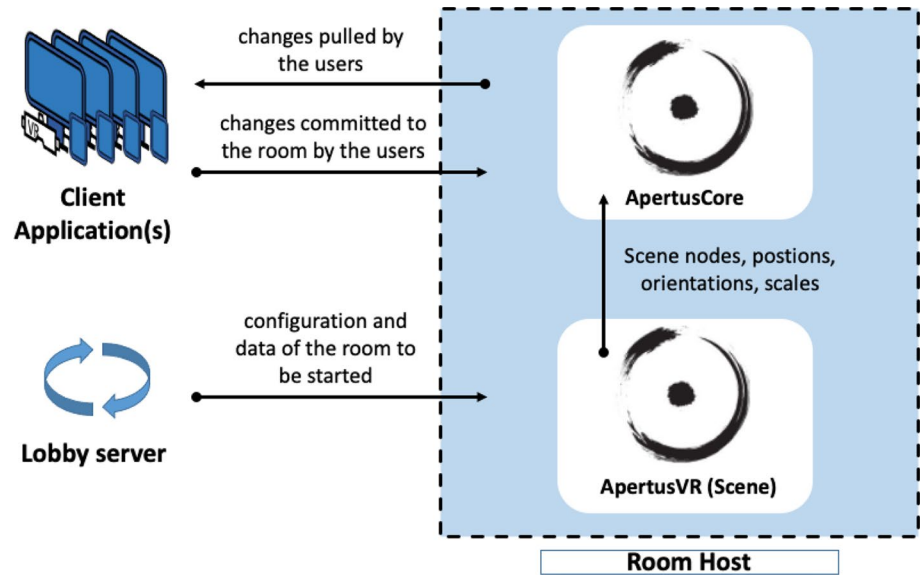 changes pulled by
the users
changes committed to
the room by the users
VR
Client
Application(s)
ApertusCore
Scene nodes, postions,
orientations, scales
configuration and
data of the room to
be started
Lobby server
ApertusVR (Scene)
Room Host